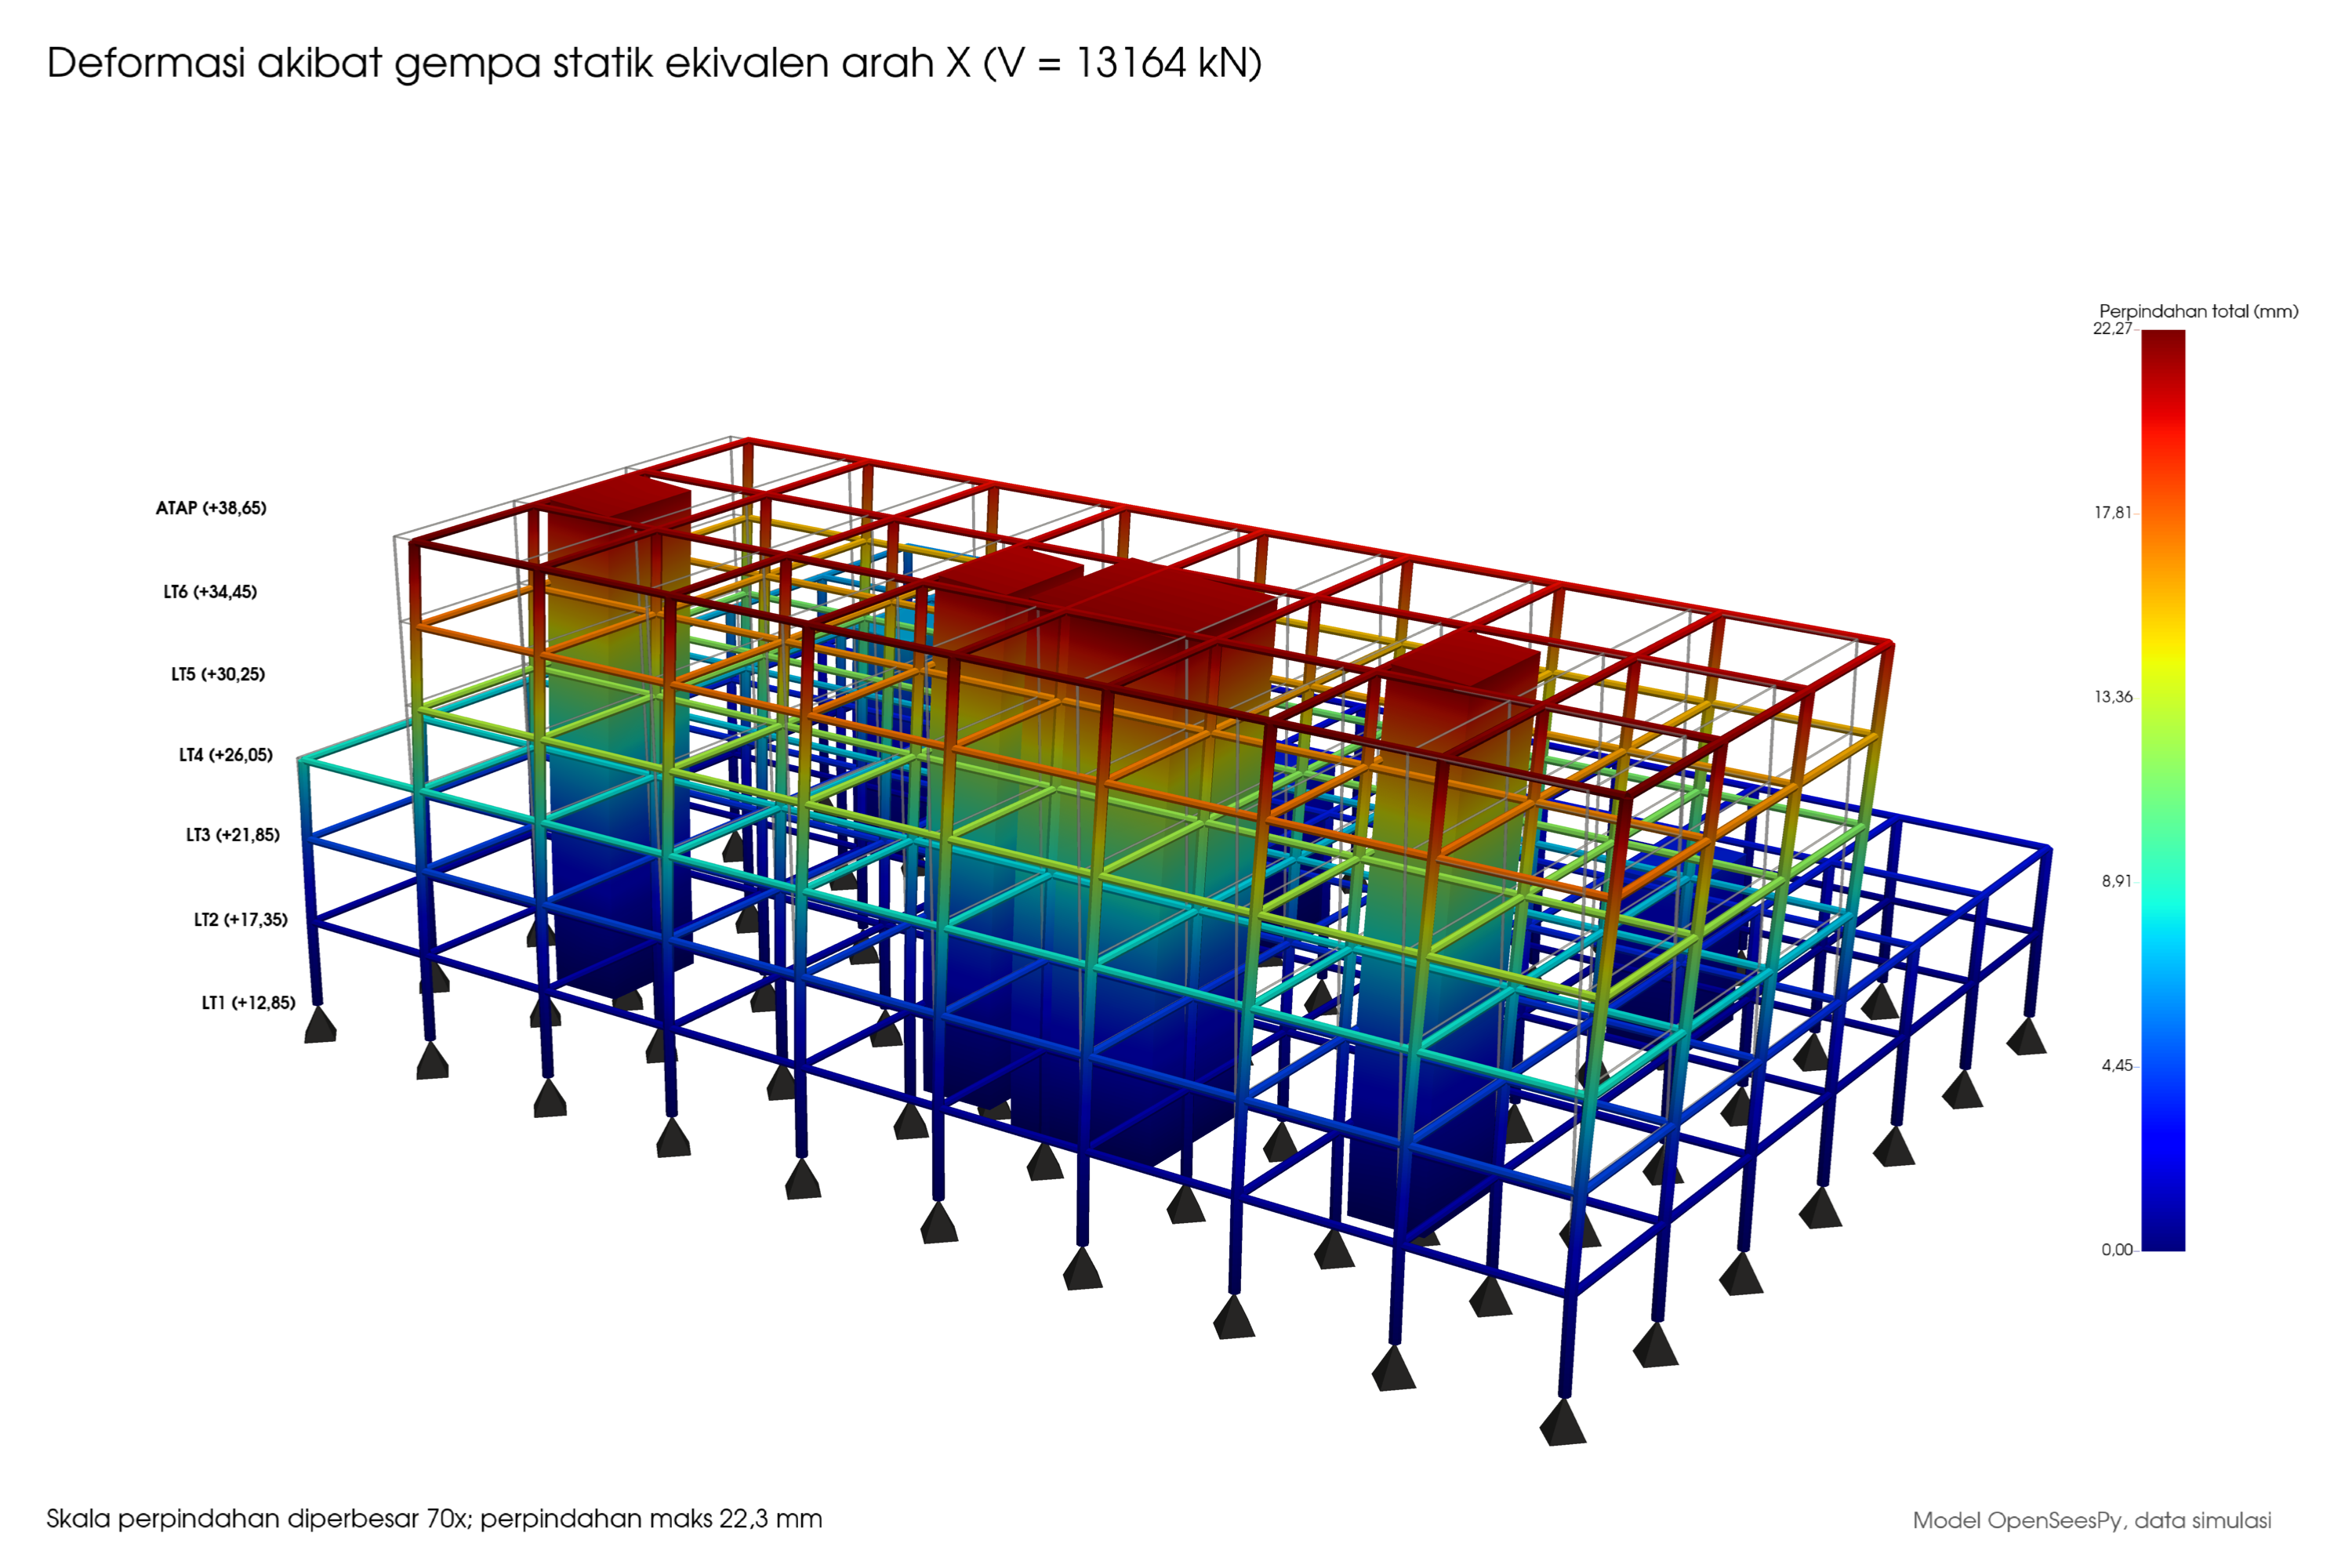 Deformasi akibat gempa statik ekivalen arah X (V = 13164 kN)
Perpindahan total (mm)
22,27
17,81
13,36
8,91
4,45
0,00
ATAP (+38,65)
LT6 (+34,45)
LT5 (+30,25)
LT4 (+26,05)
LT3 (+21,85)
LT2 (+17,35)
LT1 (+12,85)
Skala perpindahan diperbesar 70x; perpindahan maks 22,3 mm
Model OpenSeesPy, data simulasi